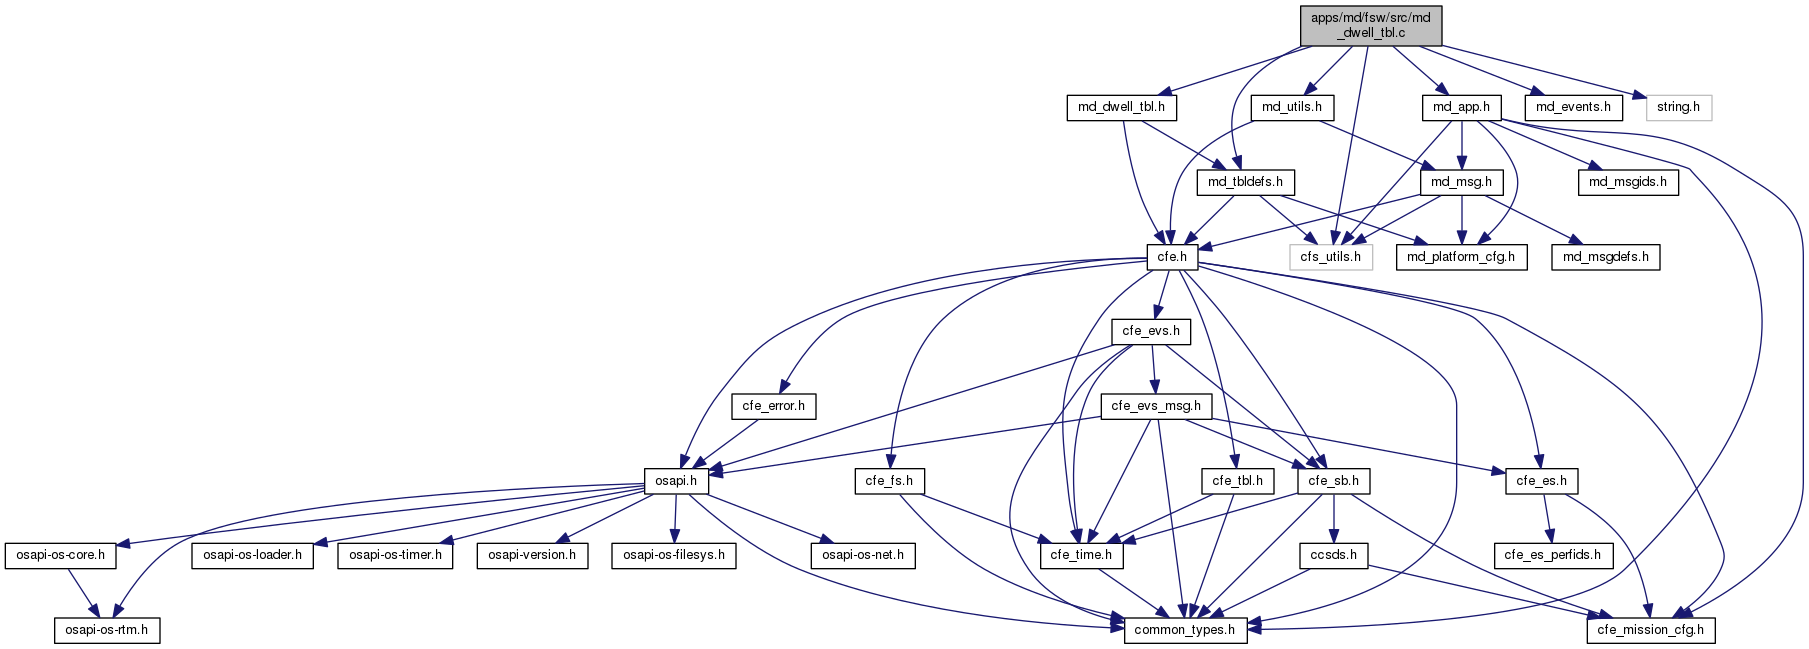 apps/md/fsw/src/md
_dwell_tbl.c
md_dwell_tbl.h
md_utils.h
md_app.h
md_events.h
string.h
md_tbldefs.h
md_msg.h
md_msgids.h
cfe.h
cfs_utils.h
md_platform_cfg.h
md_msgdefs.h
cfe_evs.h
cfe_error.h
cfe_evs_msg.h
osapi.h
cfe_fs.h
cfe_tbl.h
cfe_sb.h
cfe_es.h
osapi-os-core.h
osapi-os-loader.h
osapi-os-timer.h
osapi-version.h
osapi-os-filesys.h
osapi-os-net.h
cfe_time.h
ccsds.h
cfe_es_perfids.h
osapi-os-rtm.h
common_types.h
cfe_mission_cfg.h